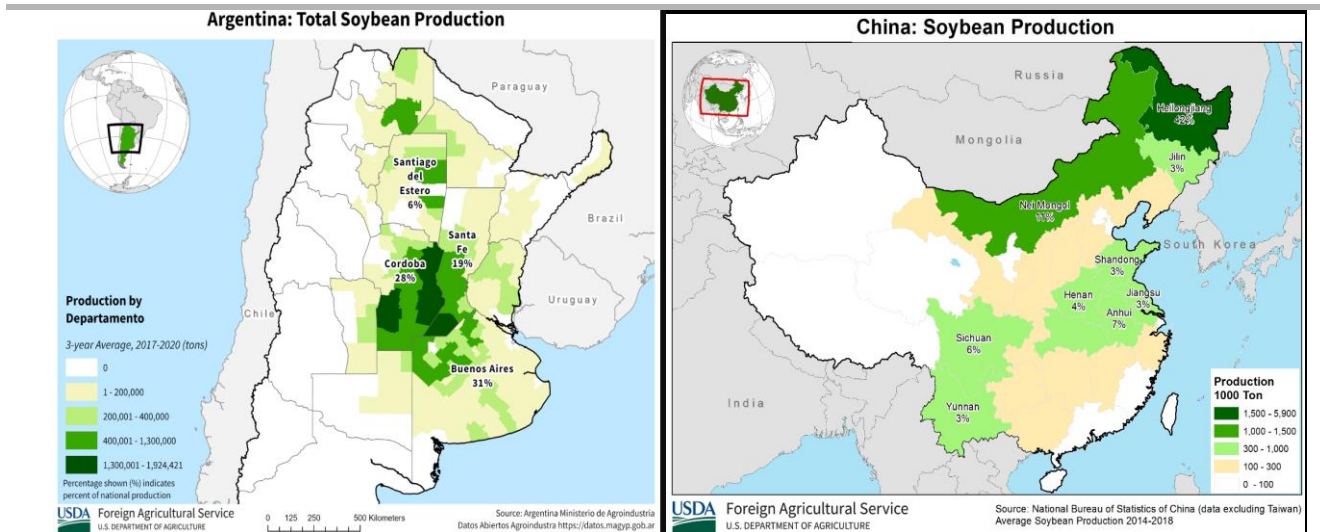 Argentina: Total Soybean Production
Paraguay
Santiago
del
Estero
6%
Brazil
Santa
Fe
19%
Cordoba
28%
Uruguay
Chile
Buenos Aires
31%
Production by
Departamento
3-year Average, 2017-2020 (tons)
0
1 - 200,000
200,001 - 400,000
400,001 - 1,300,000
1,300,001 - 1,924,421
Percentage shown (%) indicates
percent of national production
USDA Foreign Agricultural Service
U.S. DEPARTMENT OF AGRICULTURE
0 125 250 500 Kilometers
Source: Argentina Ministerio de Agroindustria
Datos Abiertos Agroindustra https://datos.magyp.gob.ar
China: Soybean Production
Russia
Mongolia
Heilongjiang
42%
Jilin
3%
Nei Mongol
11%
South Korea
Shandong
3%
Henan
4%
Jiangsu
3%
Anhui
7%
Sichuan
6%
Yunnan
3%
India
Production
1000 Ton
1,500 - 5,900
1,000 - 1,500
300 - 1,000
100 - 300
0 - 100
USDA Foreign Agricultural Service
U.S. DEPARTMENT OF AGRICULTURE
Source: National Bureau of Statistics of China (data excluding Taiwan)
Average Soybean Production 2014-2018